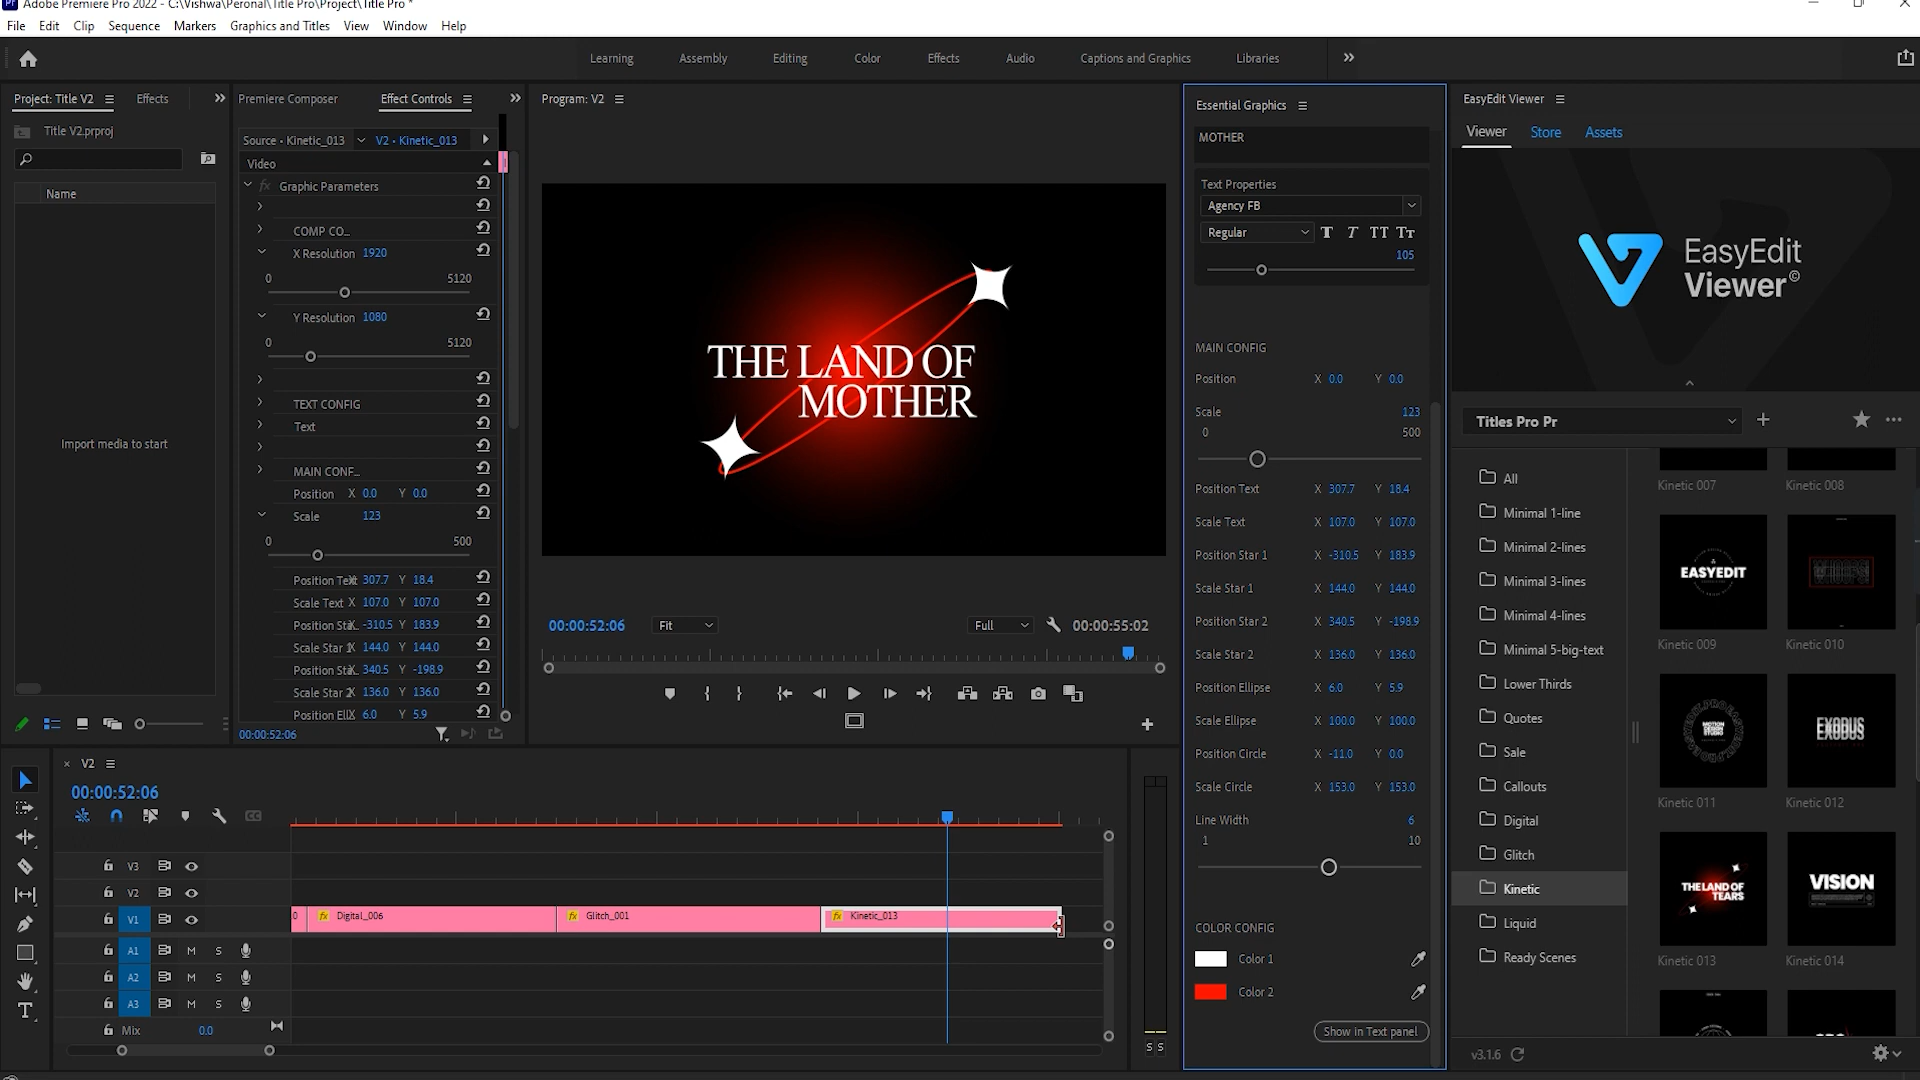 Adobe Premiere Pro 2022 - C:\Vishwa\Peronal\Title Pro\Project\Title Pro *
File Edit Clip Sequence Markers Graphics and Titles View Window Help
Learning Assembly Editing Color Effects Audio Captions and Graphics Libraries
Project: Title V2 Effects
Title V2.prproj
Name
Import media to start
Premiere Composer Effect Controls
Source - Kinetic_013 V2 - Kinetic_013
Video
fx Graphic Parameters
COMP CO...
X Resolution 1920
0 5120
Y Resolution 1080
0 5120
TEXT CONFIG
Text
MAIN CONF...
Position X 0.0 Y 0.0
Scale 123
0 500
Position Text X 307.7 Y 18.4
Scale Text X 107.0 Y 107.0
Position Sta... X -310.5 Y 183.9
Scale Star 1 X 144.0 Y 144.0
Position Sta... X 340.5 Y -198.9
Scale Star 2 X 136.0 Y 136.0
Position Elli X 6.0 Y 5.9
00:00:52:06
Program: V2
THE LAND OF
MOTHER
00:00:52:06 Fit Full 00:00:55:02
Essential Graphics
MOTHER
Text Properties
Agency FB
Regular T T TT Tт
105
MAIN CONFIG
Position X 0.0 Y 0.0
Scale 123
0 500
Position Text X 307.7 Y 18.4
Scale Text X 107.0 Y 107.0
Position Star 1 X -310.5 Y 183.9
Scale Star 1 X 144.0 Y 144.0
Position Star 2 X 340.5 Y -198.9
Scale Star 2 X 136.0 Y 136.0
Position Ellipse X 6.0 Y 5.9
Scale Ellipse X 100.0 Y 100.0
Position Circle X -11.0 Y 0.0
Scale Circle X 153.0 Y 153.0
Line Width 6
1 10
COLOR CONFIG
Color 1
Color 2
Show in Text panel
EasyEdit Viewer
Viewer Store Assets
EasyEdit
Viewer©
Titles Pro Pr
All
Minimal 1-line
Minimal 2-lines
Minimal 3-lines
Minimal 4-lines
Minimal 5-big-text
Lower Thirds
Quotes
Sale
Callouts
Digital
Glitch
Kinetic
Liquid
Ready Scenes
Kinetic 007 Kinetic 008
EASYEDIT
Kinetic 009 Kinetic 010
MOTION
DESIGN
STUDIO
EXODUS
Kinetic 011 Kinetic 012
THE LAND OF
TEARS
VISION
Kinetic 013 Kinetic 014
v3.1.6
V2
00:00:52:06
V3
V2
V1
0 fx Digital_006 fx Glitch_001 fx Kinetic_013
A1 M S
A2 M S
A3 M S
Mix 0.0
S S